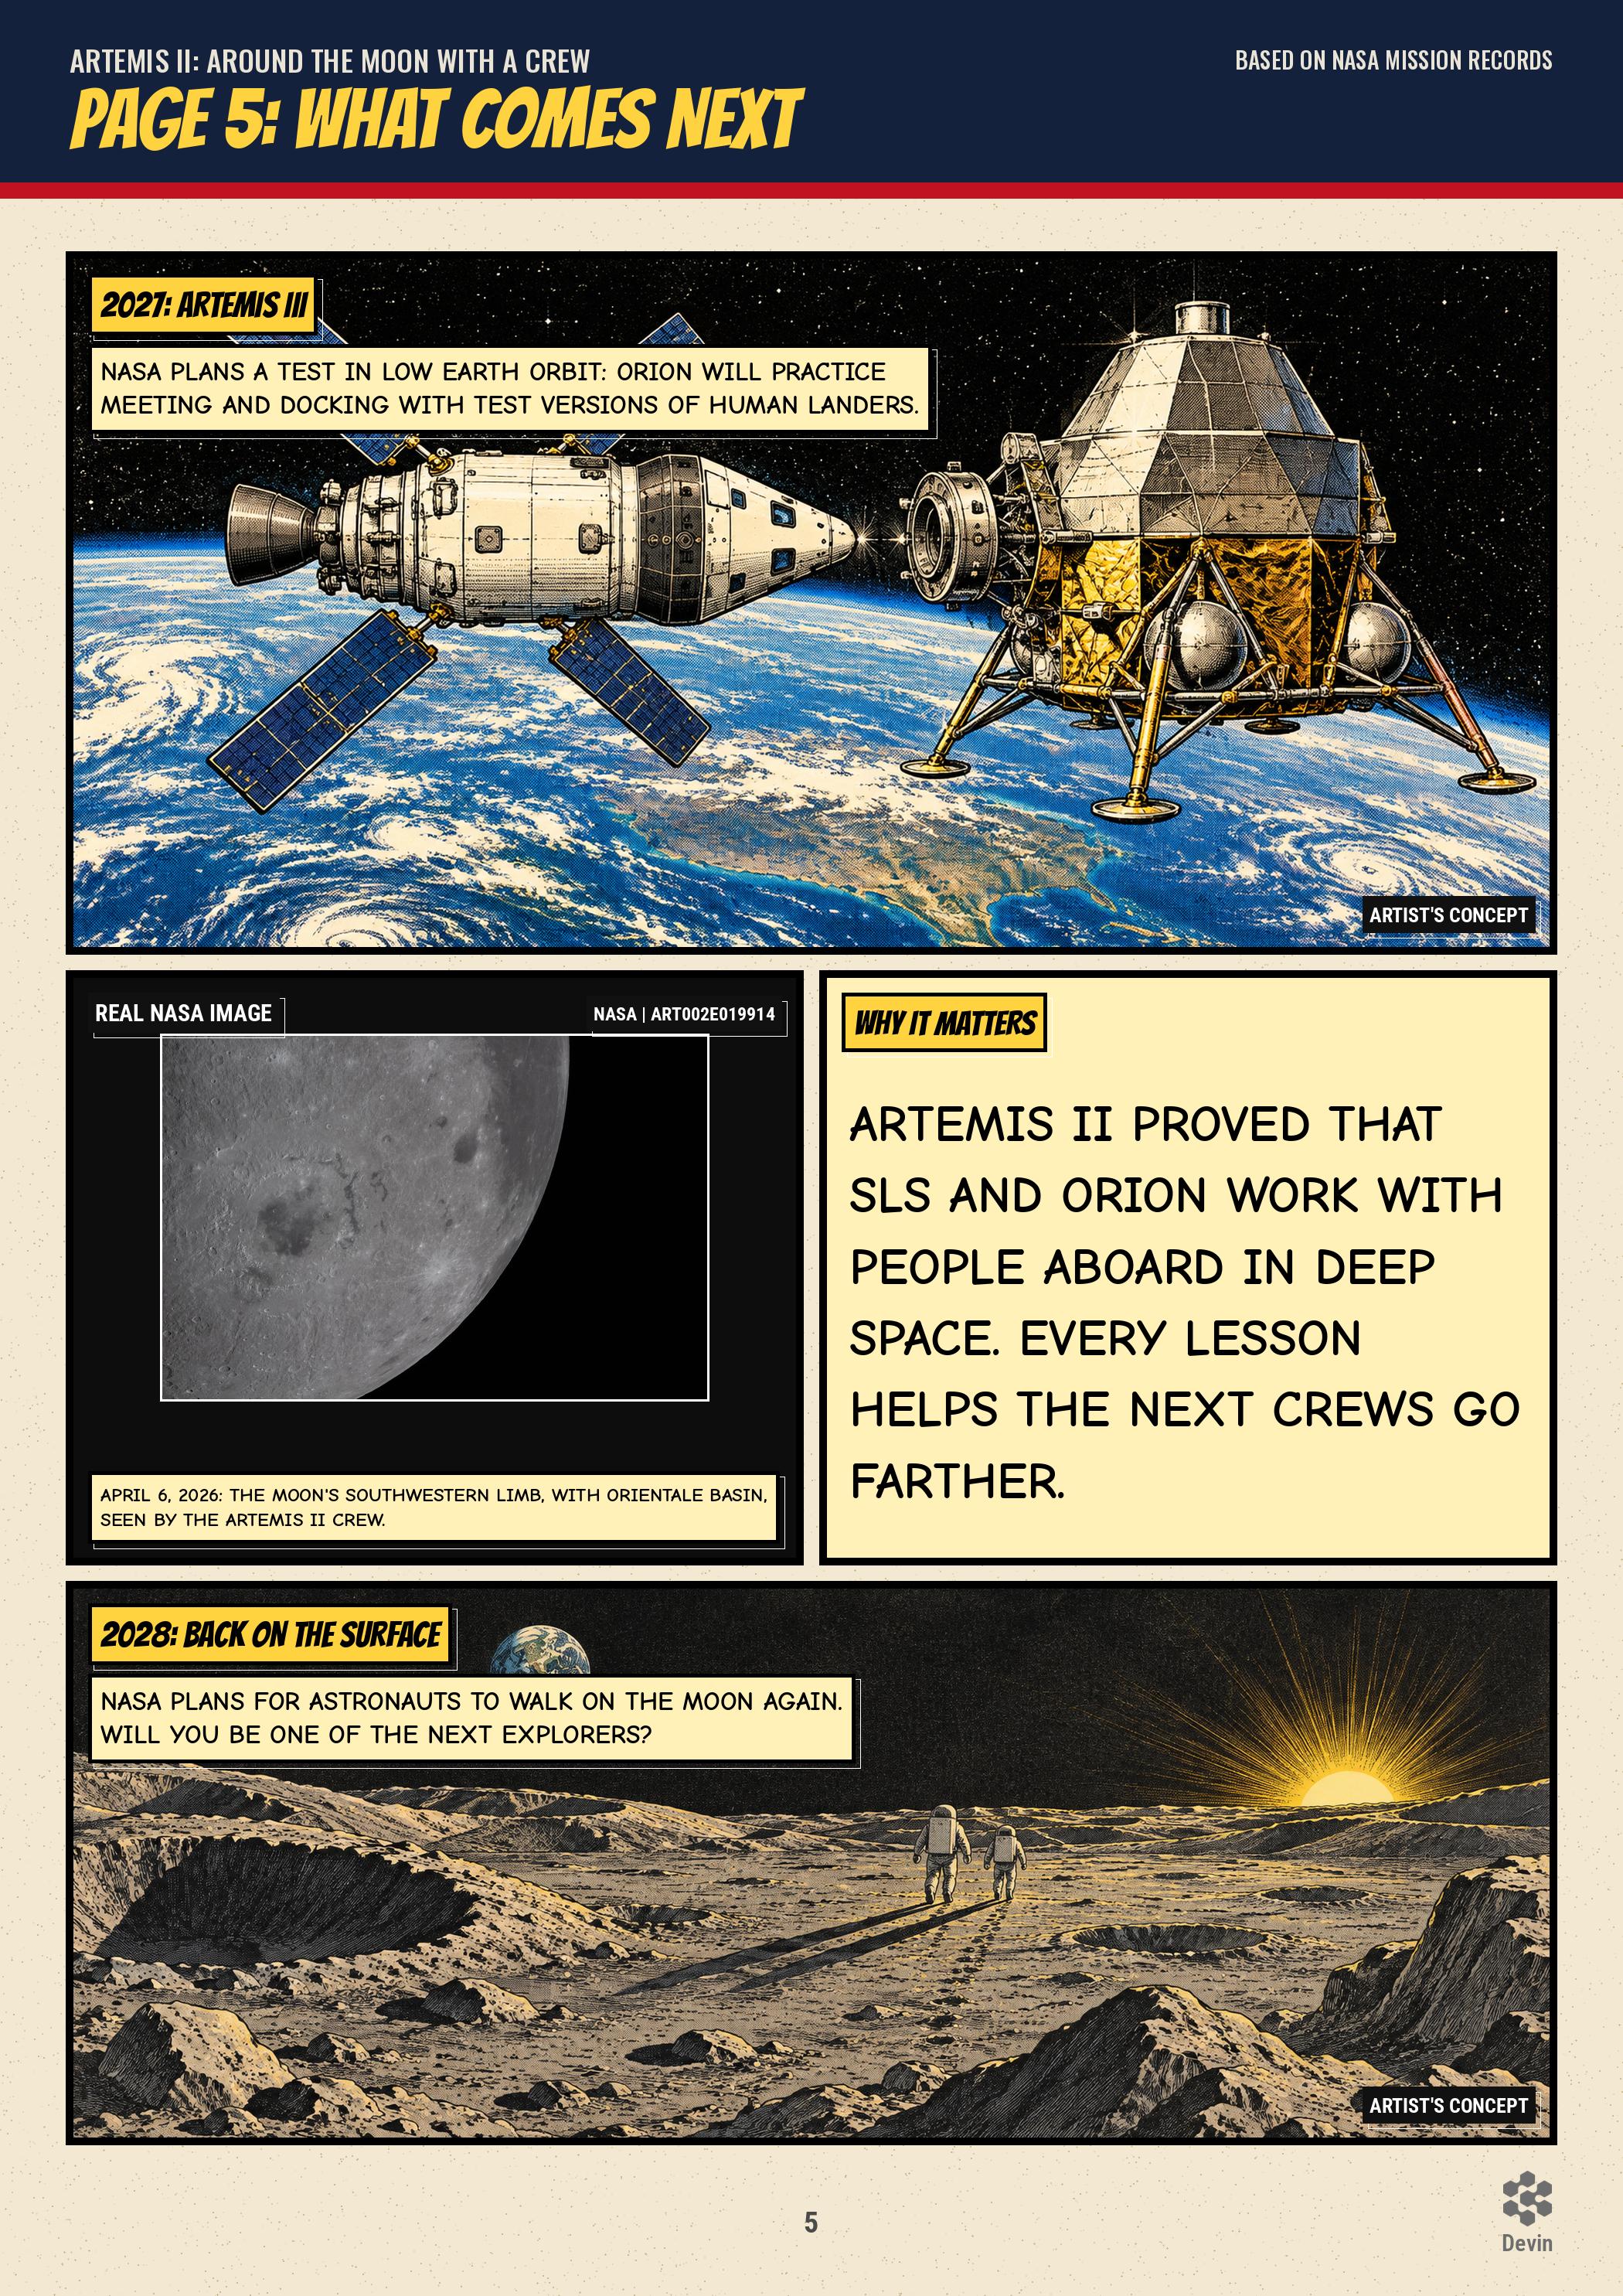 ARTEMIS II: AROUND THE MOON WITH A CREW
BASED ON NASA MISSION RECORDS
PAGE 5: WHAT COMES NEXT
2027: ARTEMIS III
NASA PLANS A TEST IN LOW EARTH ORBIT: ORION WILL PRACTICE
MEETING AND DOCKING WITH TEST VERSIONS OF HUMAN LANDERS.
ARTIST'S CONCEPT
REAL NASA IMAGE
NASA | ART002E019914
APRIL 6, 2026: THE MOON'S SOUTHWESTERN LIMB, WITH ORIENTALE BASIN,
SEEN BY THE ARTEMIS II CREW.
WHY IT MATTERS
ARTEMIS II PROVED THAT
SLS AND ORION WORK WITH
PEOPLE ABOARD IN DEEP
SPACE. EVERY LESSON
HELPS THE NEXT CREWS GO
FARTHER.
2028: BACK ON THE SURFACE
NASA PLANS FOR ASTRONAUTS TO WALK ON THE MOON AGAIN.
WILL YOU BE ONE OF THE NEXT EXPLORERS?
ARTIST'S CONCEPT
5
Devin